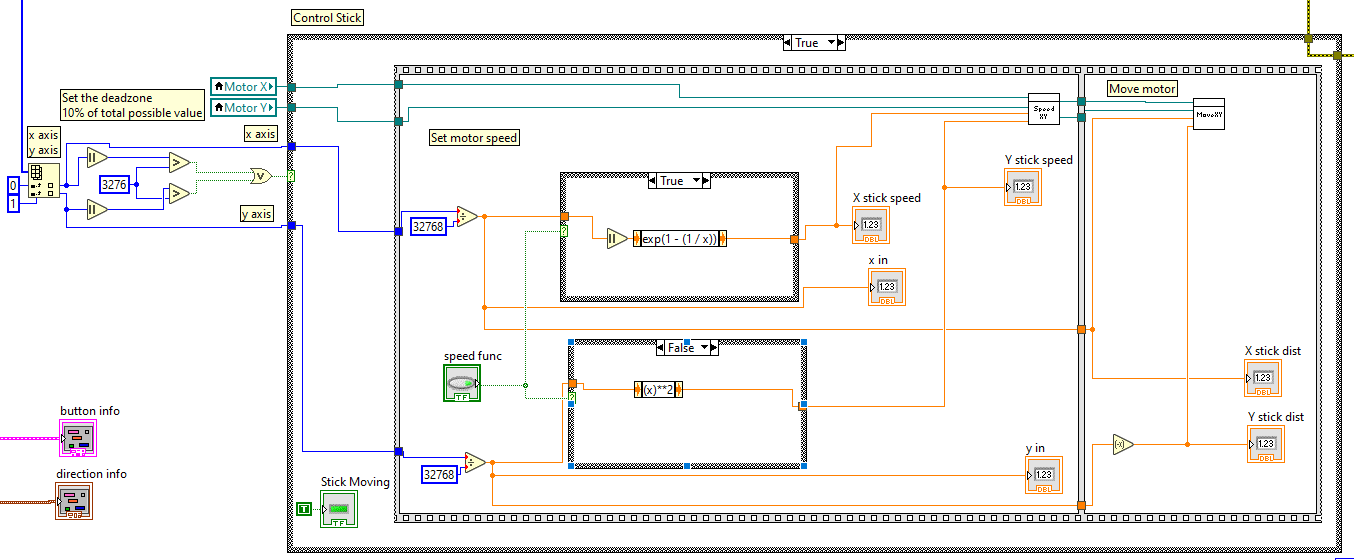 Control Stick
True
Motor X
Motor Y
Set the deadzone
10% of total possible value
x axis
y axis
x axis
0
1
3276
y axis
Set motor speed
Speed
XY
Move motor
MoveXY
Y stick speed
1.23
DBL
True
32768
exp(1 - (1 / x))
X stick speed
1.23
DBL
x in
1.23
DBL
speed func
TF
False
(x)**2
X stick dist
1.23
DBL
Y stick dist
1.23
DBL
(-x)
y in
1.23
DBL
32768
button info
direction info
Stick Moving
T
TF